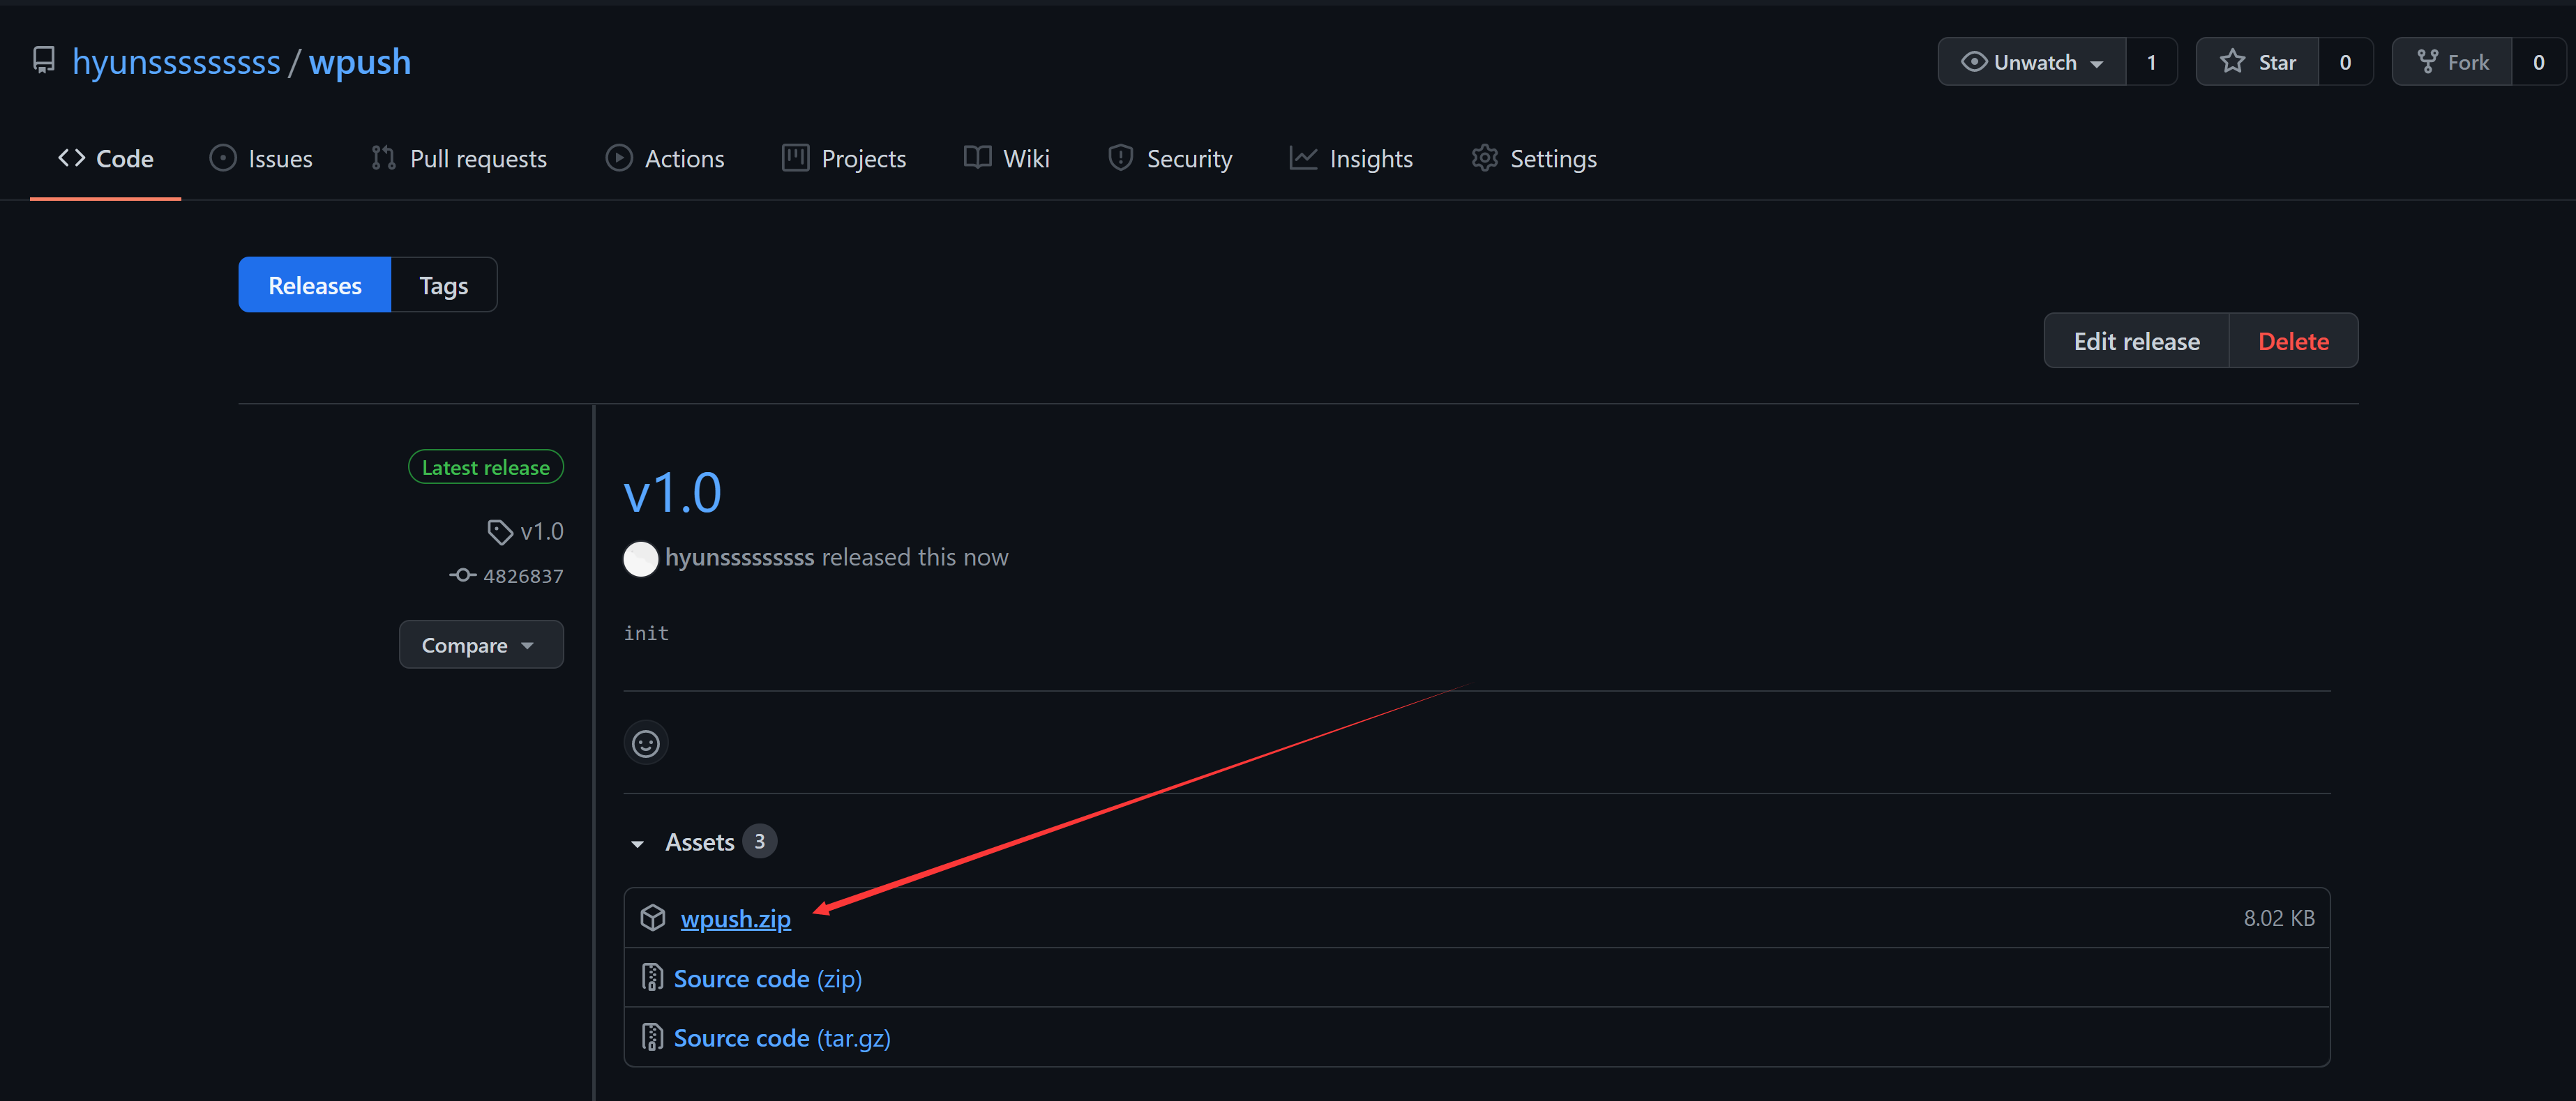 hyunssssssssss / wpush
Unwatch 1 Star 0 Fork 0
Code Issues Pull requests Actions Projects Wiki Security Insights Settings
Releases Tags
Edit release Delete
Latest release
v1.0
4826837
Compare
v1.0
hyunssssssssss released this now
init
Assets 3
wpush.zip 8.02 KB
Source code (zip)
Source code (tar.gz)